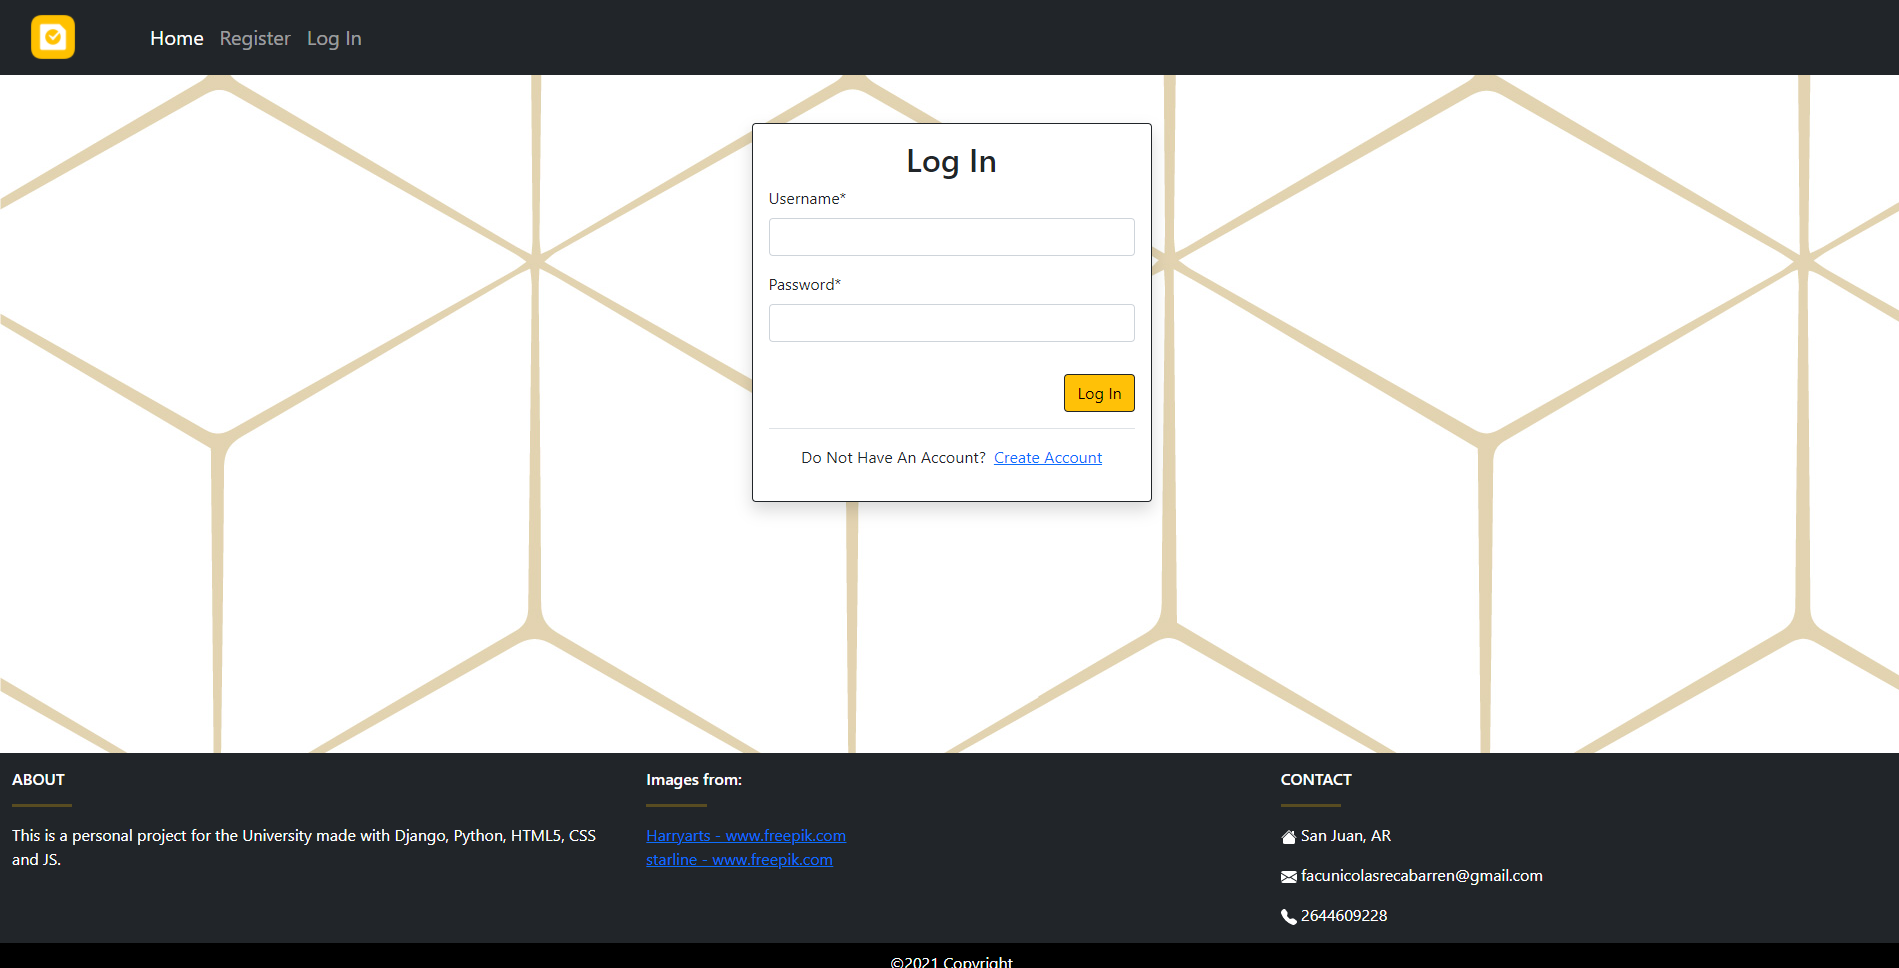 Home Register Log In
Log In
Username*
Password*
Log In
Do Not Have An Account? Create Account
ABOUT
This is a personal project for the University made with Django, Python, HTML5, CSS
and JS.
Images from:
Harryarts - www.freepik.com
starline - www.freepik.com
CONTACT
San Juan, AR
facunicolasrecabarren@gmail.com
2644609228
©2021 Copyright